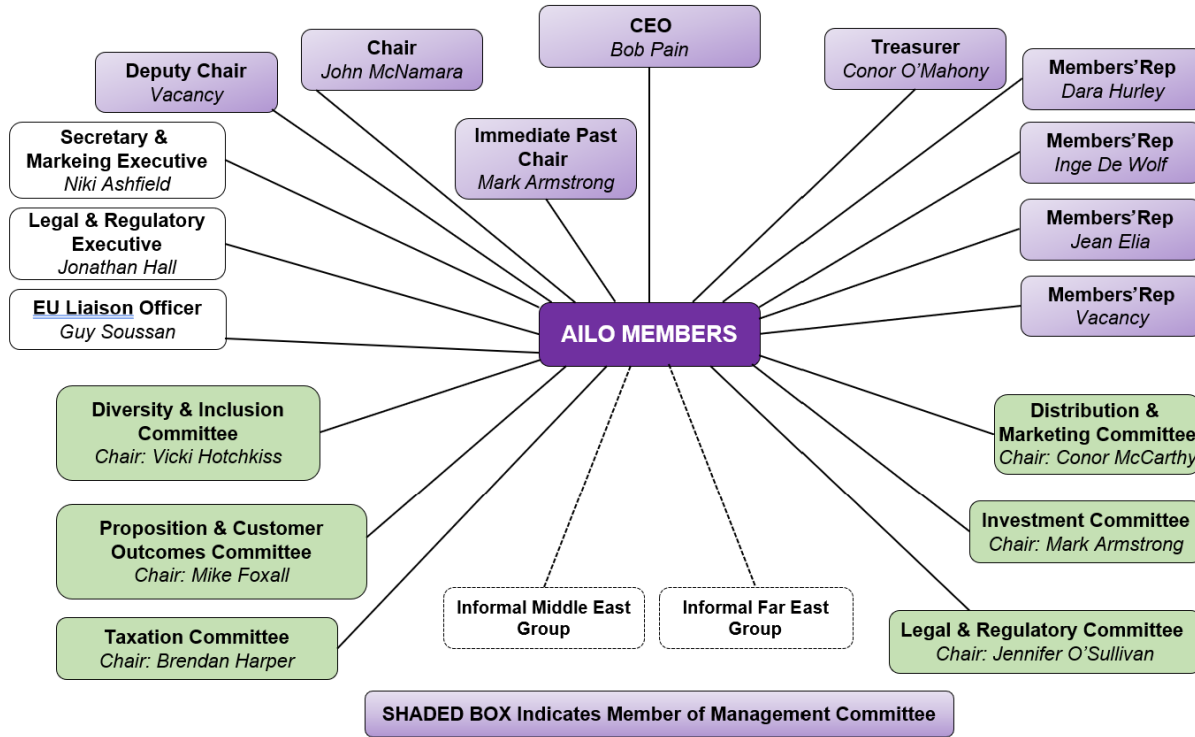 CEO
Bob Pain
Chair
John McNamara
Treasurer
Conor O’Mahony
Deputy Chair
Vacancy
Members’Rep
Dara Hurley
Secretary &
Markeing Executive
Niki Ashfield
Immediate Past
Chair
Mark Armstrong
Members’Rep
Inge De Wolf
Legal & Regulatory
Executive
Jonathan Hall
Members’Rep
Jean Elia
EU Liaison Officer
Guy Soussan
Members’Rep
Vacancy
AILO MEMBERS
Diversity & Inclusion
Committee
Chair: Vicki Hotchkiss
Distribution &
Marketing Committee
Chair: Conor McCarthy
Proposition & Customer
Outcomes Committee
Chair: Mike Foxall
Investment Committee
Chair: Mark Armstrong
Taxation Committee
Chair: Brendan Harper
Informal Middle East
Group
Informal Far East
Group
Legal & Regulatory Committee
Chair: Jennifer O’Sullivan
SHADED BOX Indicates Member of Management Committee